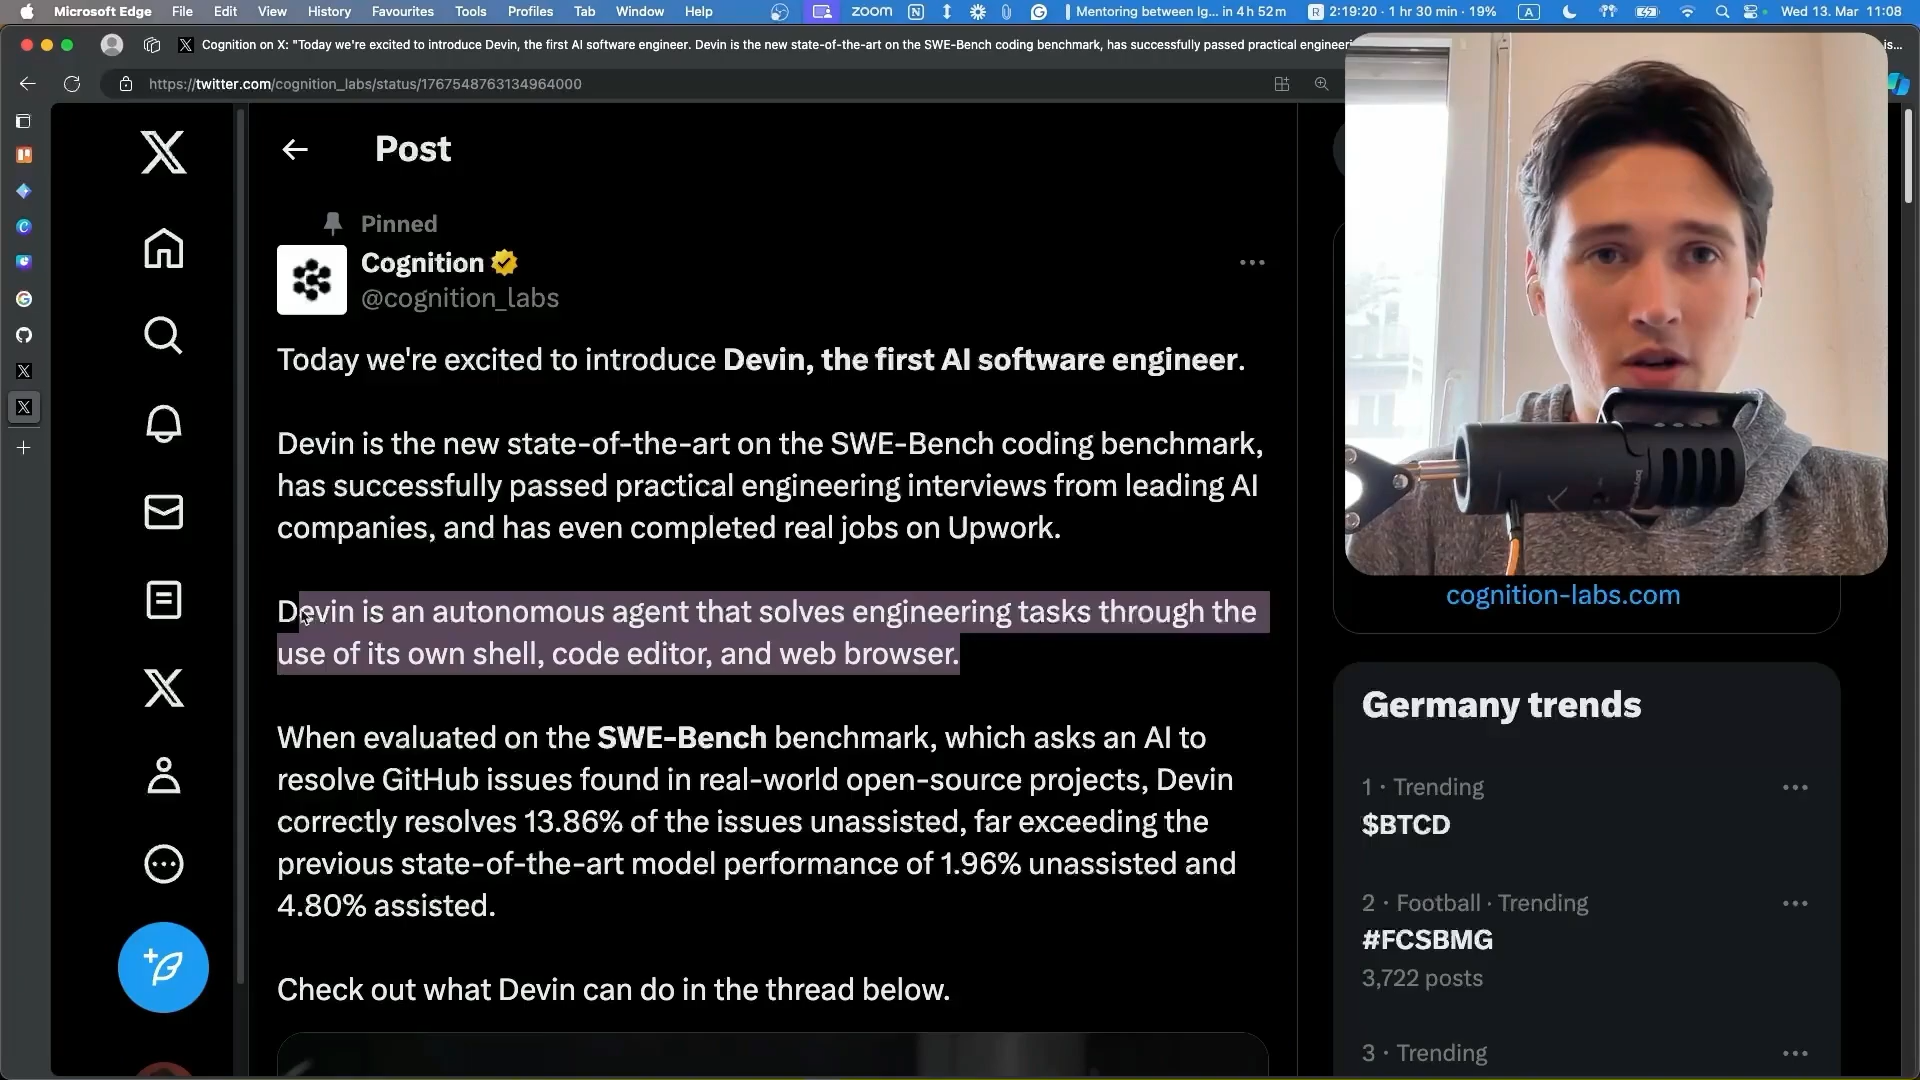 Microsoft Edge File Edit View History Favourites Tools Profiles Tab Window Help zoom Mentoring between Ig... in 4 h 52 m R 2:19:20 · 1 hr 30 min · 19% A Wed 13. Mar 11:08
Cognition on X: "Today we're excited to introduce Devin, the first AI software engineer. Devin is the new state-of-the-art on the SWE-Bench coding benchmark, has successfully passed practical engineeri
is...
https://twitter.com/cognition_labs/status/1767548763134964000
Post
Pinned
Cognition
@cognition_labs
Today we're excited to introduce Devin, the first AI software engineer.
Devin is the new state-of-the-art on the SWE-Bench coding benchmark,
has successfully passed practical engineering interviews from leading AI
companies, and has even completed real jobs on Upwork.
Devin is an autonomous agent that solves engineering tasks through the
use of its own shell, code editor, and web browser.
When evaluated on the SWE-Bench benchmark, which asks an AI to
resolve GitHub issues found in real-world open-source projects, Devin
correctly resolves 13.86% of the issues unassisted, far exceeding the
previous state-of-the-art model performance of 1.96% unassisted and
4.80% assisted.
Check out what Devin can do in the thread below.
cognition-labs.com
Germany trends
1 · Trending
$BTCD
2 · Football · Trending
#FCSBMG
3,722 posts
3 · Trending